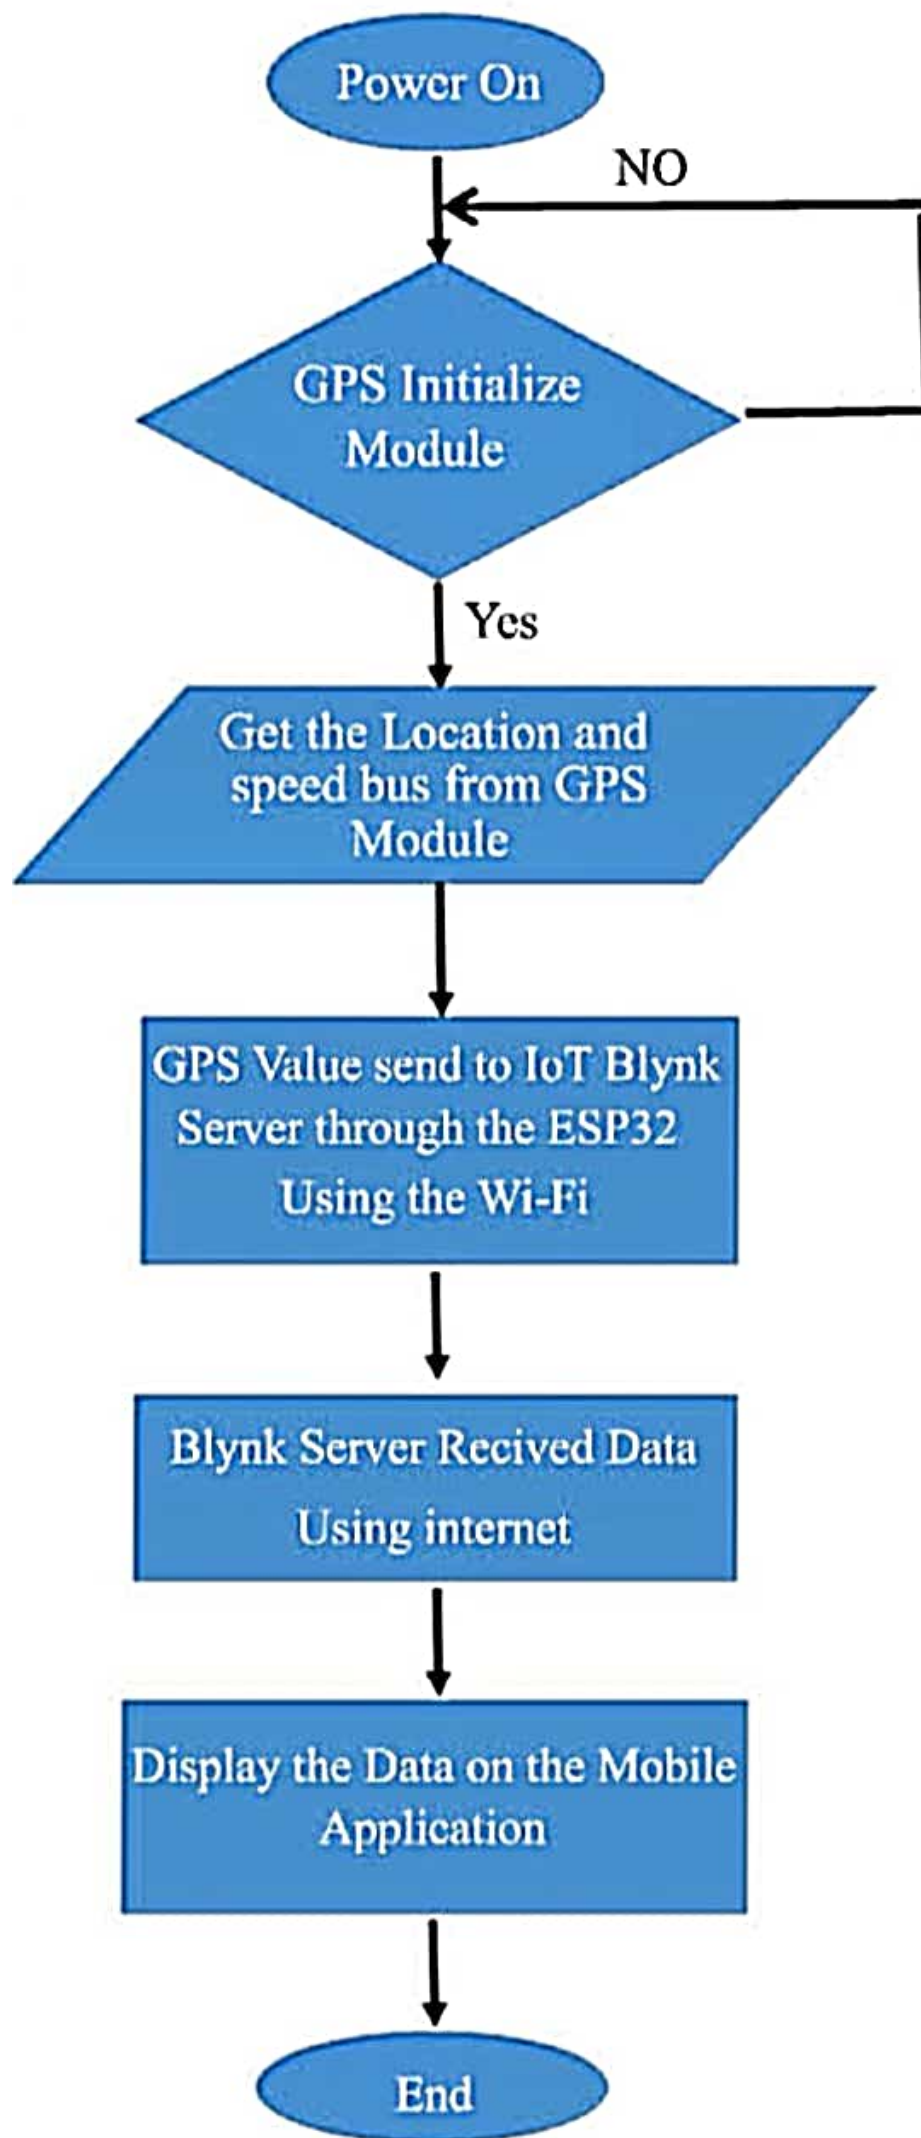 Power On
NO
GPS Initialize
Module
Yes
Get the Location and
speed bus from GPS
Module
GPS Value send to IoT Blynk
Server through the ESP32
Using the Wi-Fi
Blynk Server Recived Data
Using internet
Display the Data on the Mobile
Application
End